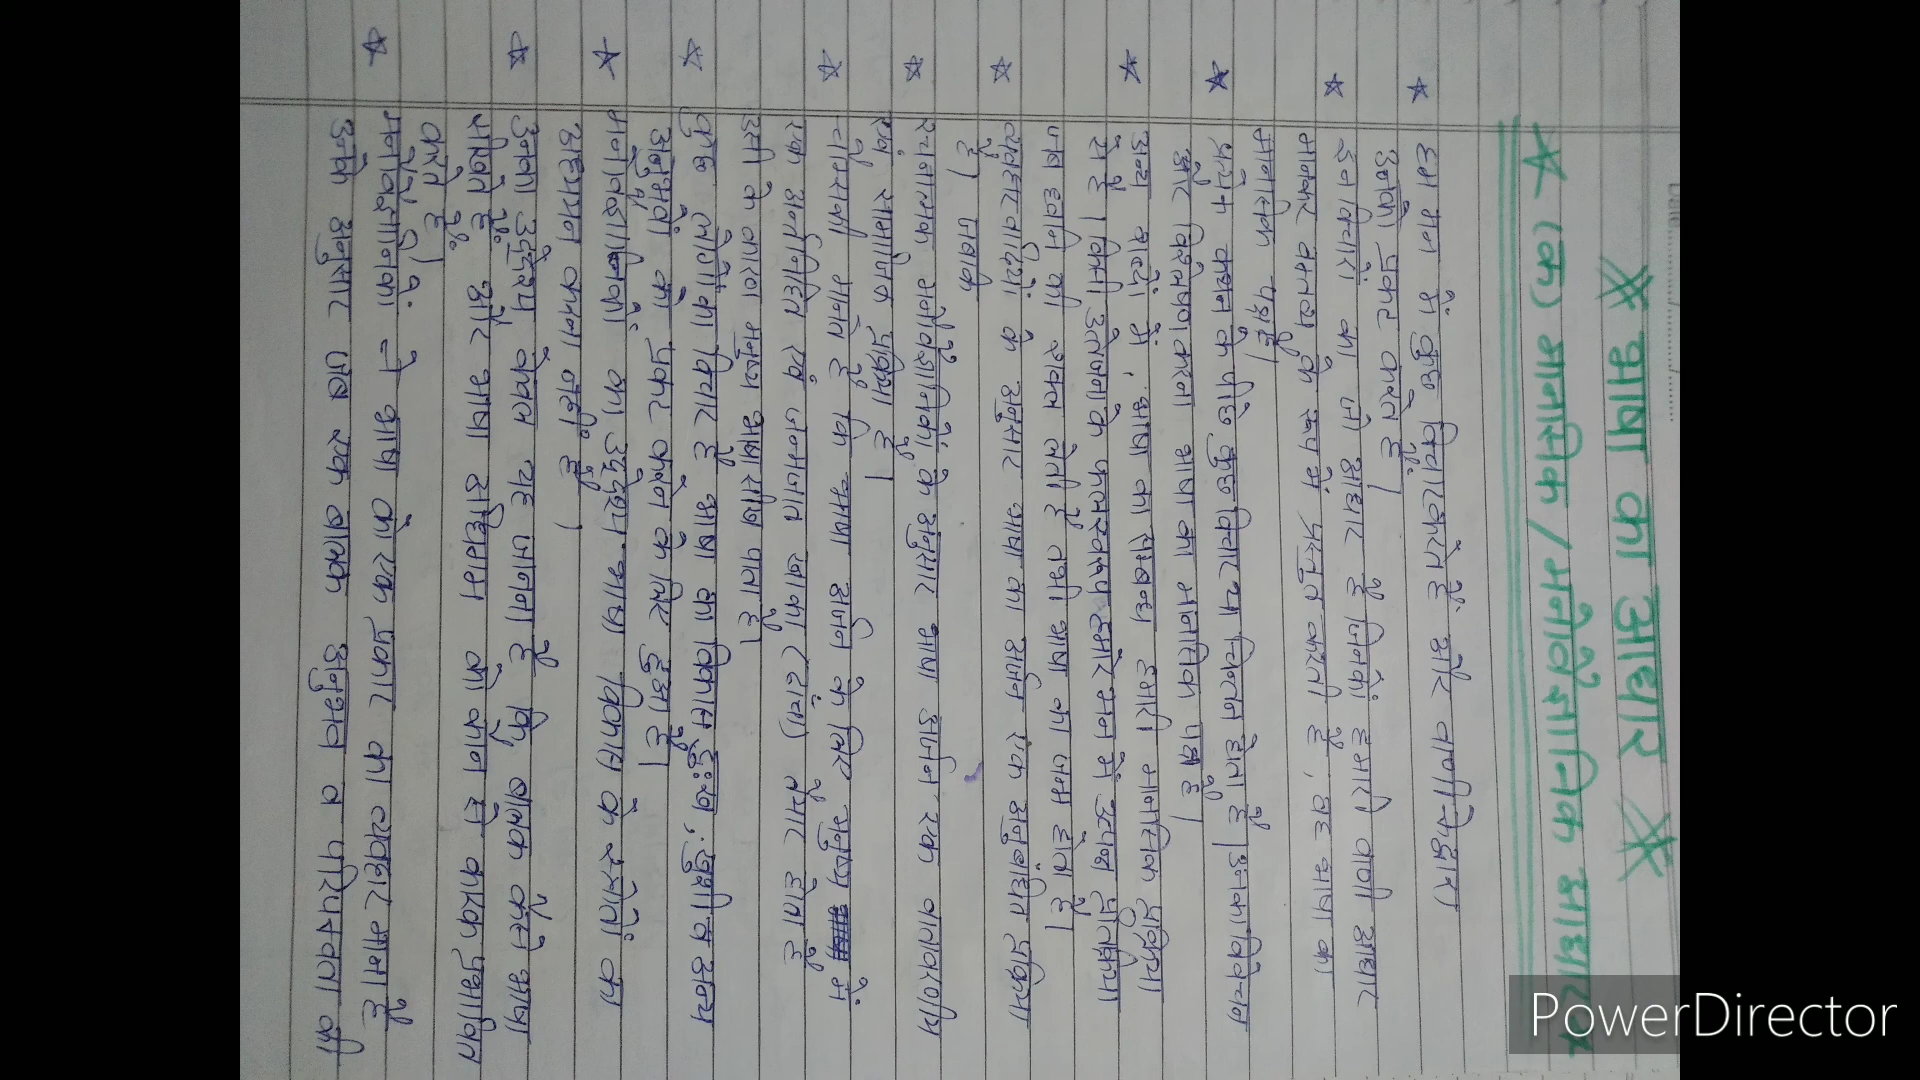 भाषा का आधार
(क) मानसिक / मनोवैज्ञानिक आधार
हम मन में कुछ विचार करते हैं और वाणी के द्वारा
उनको प्रकट करते हैं।
इन विचारों का जो आधार है जिनको हमारी वाणी आधार
मानकर वक्तव्य के रूप में प्रस्तुत करती है, वह भाषा का
मानसिक पक्ष है।
प्रत्येक कथन के पीछे कुछ विचार या चिन्तन होता है। उनका विवेचन
और विश्लेषण करना भाषा का मानसिक पक्ष है।
अन्य शब्दों में, भाषा का सम्बन्ध हमारी मानसिक प्रक्रिया
से है। किसी उत्तेजना के फलस्वरूप हमारे मन में उत्पन्न प्रतिक्रिया
जब ध्वनि की शक्ल लेती है तभी भाषा का जन्म होता है।
व्यवहारवादियों के अनुसार भाषा का अर्जन एक अनुबंधित प्रक्रिया
है। जबकि
रचनात्मक मनोवैज्ञानिकों के अनुसार भाषा अर्जन एक वातावरणीय
एवं सामाजिक प्रक्रिया है।
चॉम्सकी मानते हैं कि भाषा अर्जन के लिए मनुष्य में
एक अंतर्निहित एवं जन्मजात खाका (ढांचा) तैयार होता है
इसी के कारण मनुष्य भाषा सीख पाता है।
कुछ लोगों का विचार है भाषा का विकास दुःख, खुशी व अन्य
अनुभवों को प्रकट करने के लिए हुआ है।
मनोवैज्ञानिकों का उद्देश्य भाषा विकास के स्त्रोतों का
अध्ययन करना नहीं है।
उनका उद्देश्य केवल यह जानना है कि बालक कैसे भाषा
सीखते हैं और भाषा अधिगम को कौन से कारक प्रभावित
करते हैं।
मनोवैज्ञानिकों ने भाषा को एक प्रकार का व्यवहार माना है
उनके अनुसार जब एक बालक अनुभव व परिपक्वता की
PowerDirector